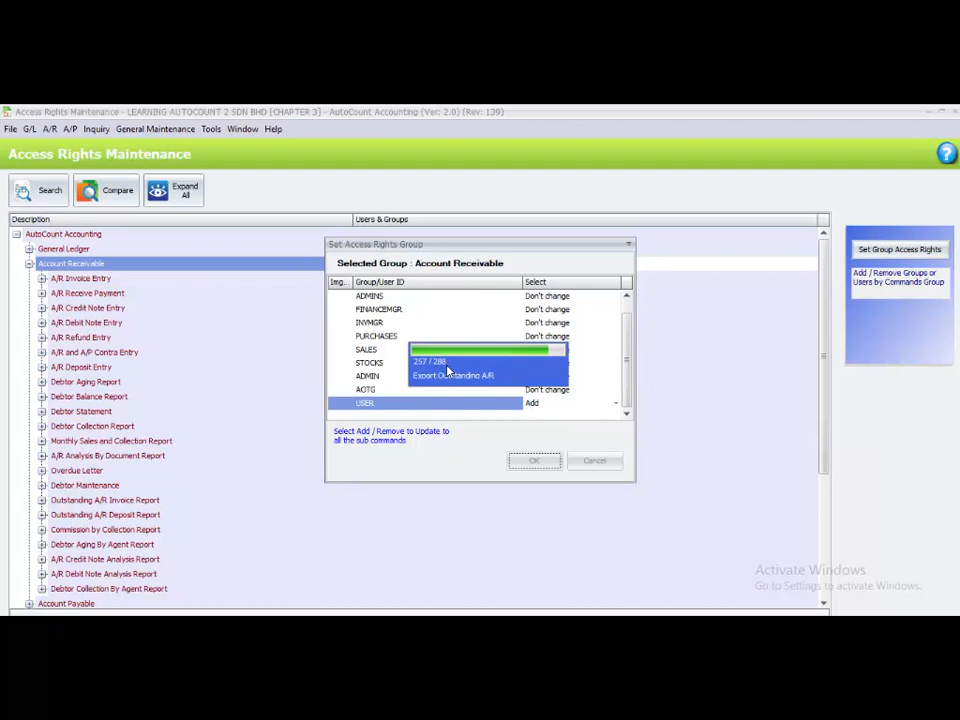 Access Rights Maintenance - LEARNING AUTOCOUNT 2 SDN BHD [CHAPTER 3] - AutoCount Accounting (Ver: 2.0) (Rev: 139)
File G/L A/R A/P Inquiry General Maintenance Tools Window Help
Access Rights Maintenance
Search Compare Expand All
Description Users & Groups
AutoCount Accounting
General Ledger
Account Receivable
A/R Invoice Entry
A/R Receive Payment
A/R Credit Note Entry
A/R Debit Note Entry
A/R Refund Entry
A/R and A/P Contra Entry
A/R Deposit Entry
Debtor Aging Report
Debtor Balance Report
Debtor Statement
Debtor Collection Report
Monthly Sales and Collection Report
A/R Analysis By Document Report
Overdue Letter
Debtor Maintenance
Outstanding A/R Invoice Report
Outstanding A/R Deposit Report
Commission by Collection Report
Debtor Aging By Agent Report
A/R Credit Note Analysis Report
A/R Debit Note Analysis Report
Debtor Collection By Agent Report
Account Payable
Set Access Rights Group
Selected Group : Account Receivable
Img... Group/User ID Select
ADMINS Don't change
FINANCEMGR Don't change
INVMGR Don't change
PURCHASES Don't change
SALES
STOCKS
ADMIN
AOTG Don't change
USER Add
257 / 288
Export Outstanding A/R
Select Add / Remove to Update to
all the sub commands
OK Cancel
Set Group Access Rights
Add / Remove Groups or
Users by Commands Group
Activate Windows
Go to Settings to activate Windows.